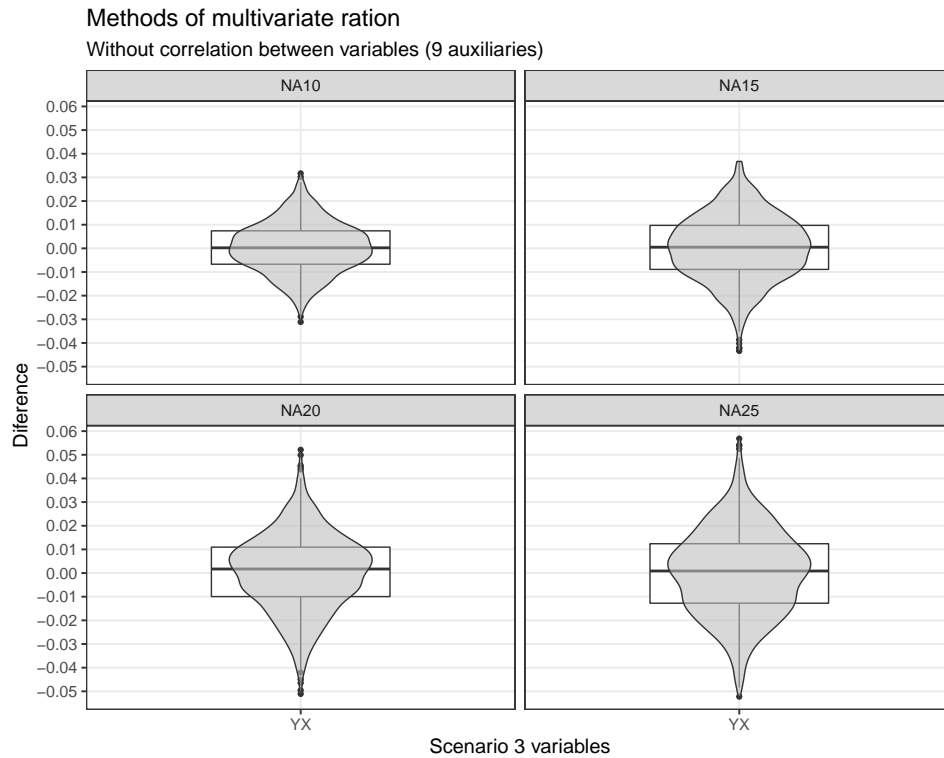 Methods of multivariate ration
Without correlation between variables (9 auxiliaries)
NA10
NA15
0.06
0.05
0.04
0.03
0.02
0.01
0.00
−0.01
−0.02
−0.03
−0.04
−0.05
Diference
NA20
NA25
0.06
0.05
0.04
0.03
0.02
0.01
0.00
−0.01
−0.02
−0.03
−0.04
−0.05
YX
YX
Scenario 3 variables